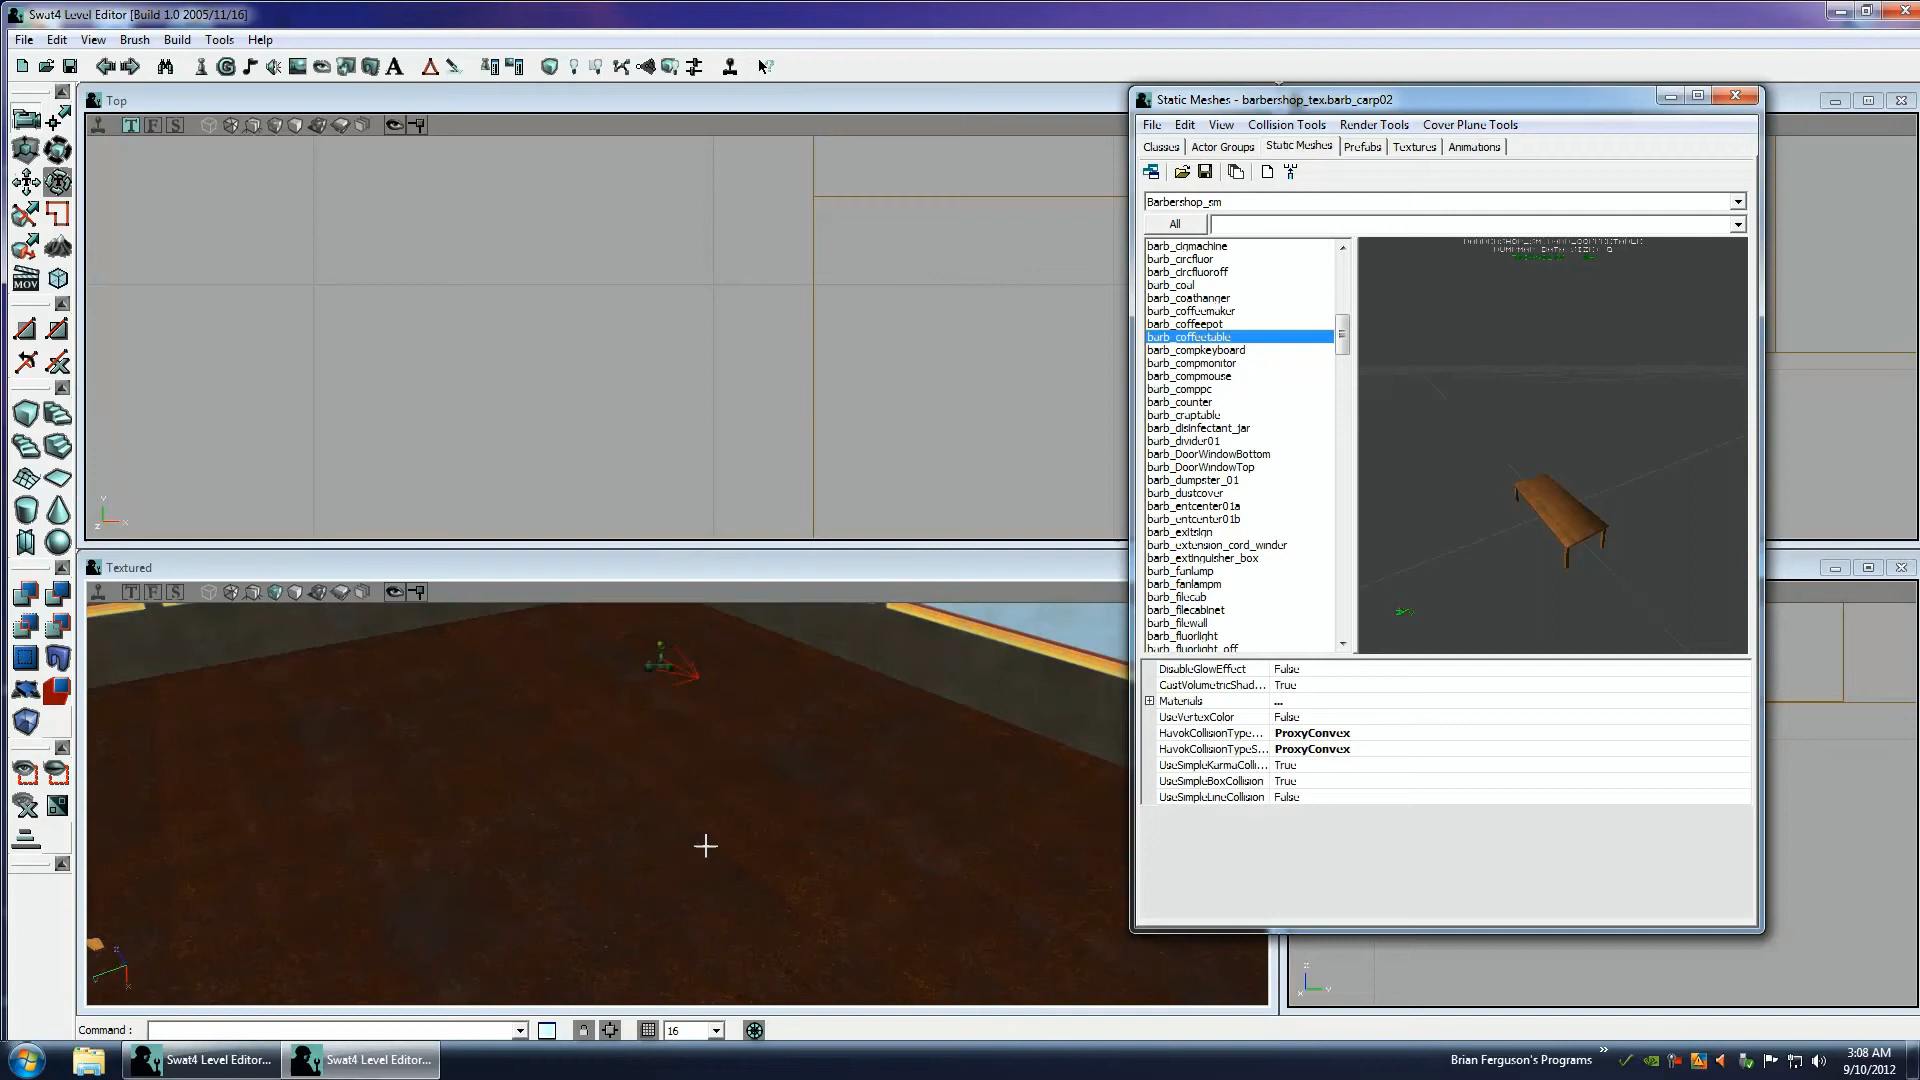 Swat4 Level Editor [Build 1.0 2005/11/16]
File Edit View Brush Build Tools Help
Top
T F S
Static Meshes - barbershop_tex.barb_carp02
File Edit View Collision Tools Render Tools Cover Plane Tools
Classes Actor Groups Static Meshes Prefabs Textures Animations
Barbershop_sm
All
barb_cigmachine
barb_circfluor
barb_circfluoroff
barb_coal
barb_coathanger
barb_coffeemaker
barb_coffeepot
barb_coffeetable
barb_compkeyboard
barb_compmonitor
barb_compmouse
barb_comppc
barb_counter
barb_craptable
barb_disinfectant_jar
barb_divider01
barb_DoorWindowBottom
barb_DoorWindowTop
barb_dumpster_01
barb_dustcover
barb_entcenter01a
barb_entcenter01b
barb_exitsign
barb_extension_cord_winder
barb_extinguisher_box
barb_fanlamp
barb_fanlampm
barb_filecab
barb_filecabinet
barb_filewall
barb_fluorlight
barb_fluorlight_off
DisableGlowEffect False
CastVolumetricShad... True
Materials ...
UseVertexColor False
HavokCollisionType... ProxyConvex
HavokCollisionTypeS... ProxyConvex
UseSimpleKarmaColli... True
UseSimpleBoxCollision True
UseSimpleLineCollision False
MOV
Textured
T F S
Command :
16
Swat4 Level Editor... Swat4 Level Editor...
Brian Ferguson's Programs
3:08 AM
9/10/2012